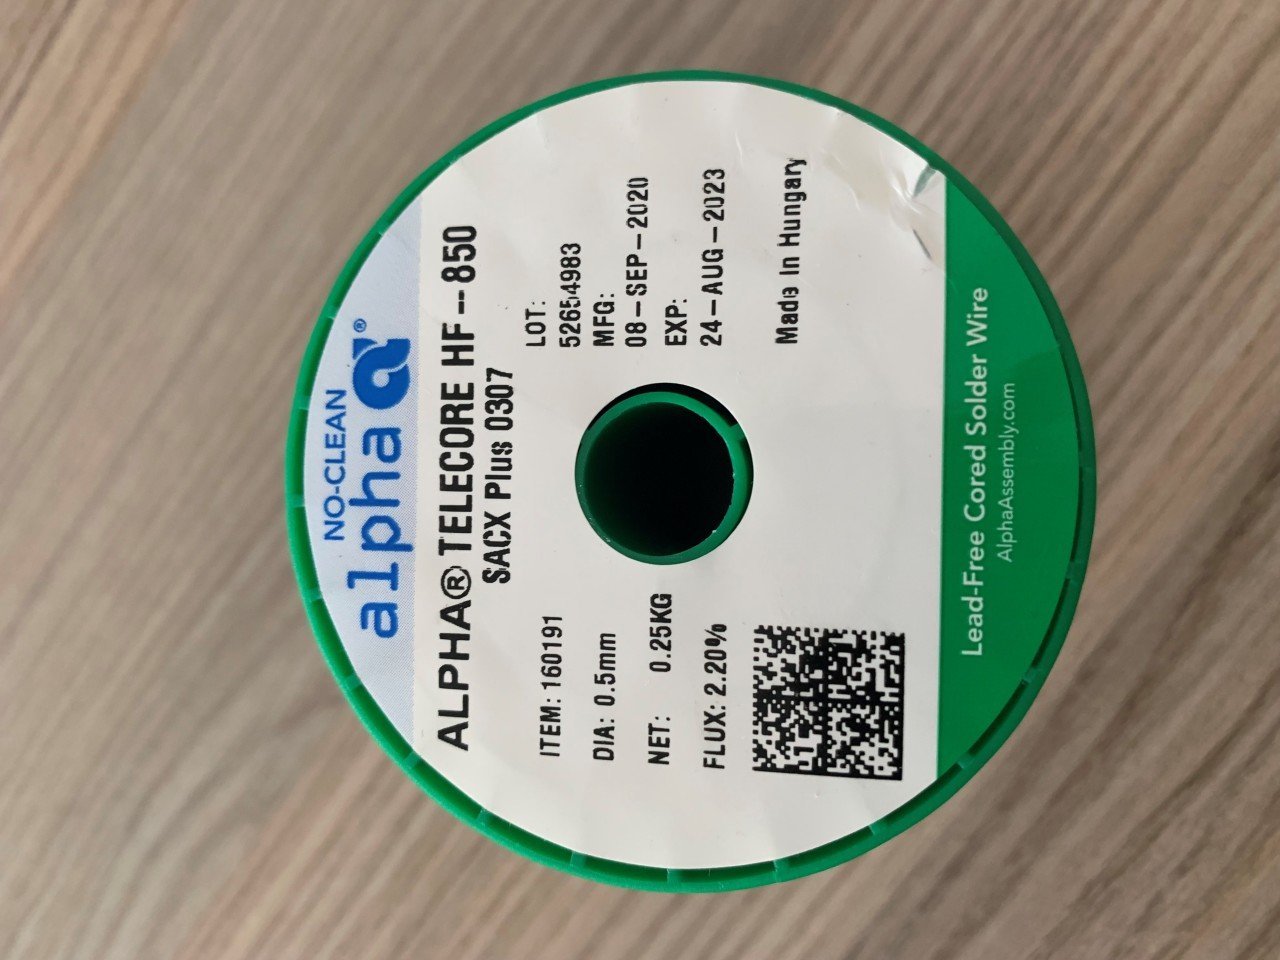 NO-CLEAN
alpha®
ALPHA® TELECORE HF-850
SACX Plus 0307
ITEM: 160191
DIA: 0.5mm
NET: 0.25KG
FLUX: 2.20%
LOT:
52654983
MFG:
08-SEP-2020
EXP:
24-AUG-2023
Made In Hungary
Lead-Free Cored Solder Wire
AlphaAssembly.com